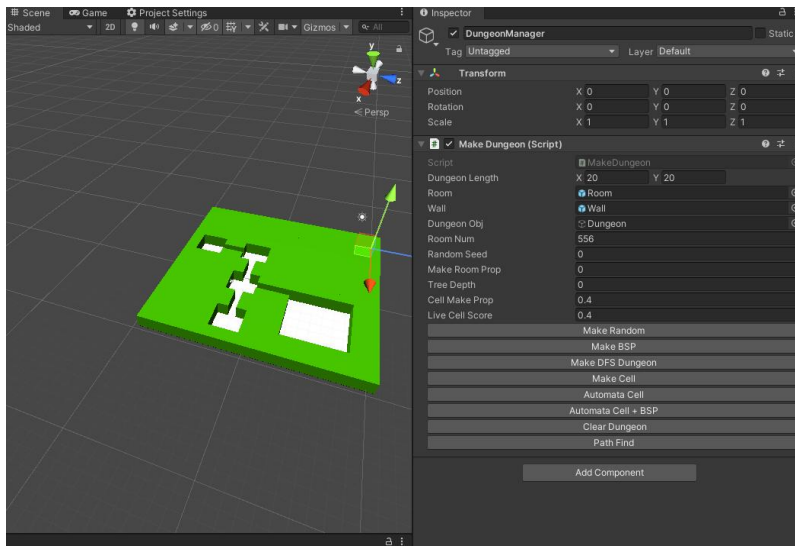 Scene Game Project Settings
Shaded 2D 0 Gizmos All
y
z
x
Persp
Inspector
DungeonManager Static
Tag Untagged Layer Default
Transform
Position X 0 Y 0 Z 0
Rotation X 0 Y 0 Z 0
Scale X 1 Y 1 Z 1
# Make Dungeon (Script)
Script MakeDungeon
Dungeon Length X 20 Y 20
Room Room
Wall Wall
Dungeon Obj Dungeon
Room Num 556
Random Seed 0
Make Room Prop 0
Tree Depth 0
Cell Make Prop 0.4
Live Cell Score 0.4
Make Random
Make BSP
Make DFS Dungeon
Make Cell
Automata Cell
Automata Cell + BSP
Clear Dungeon
Path Find
Add Component